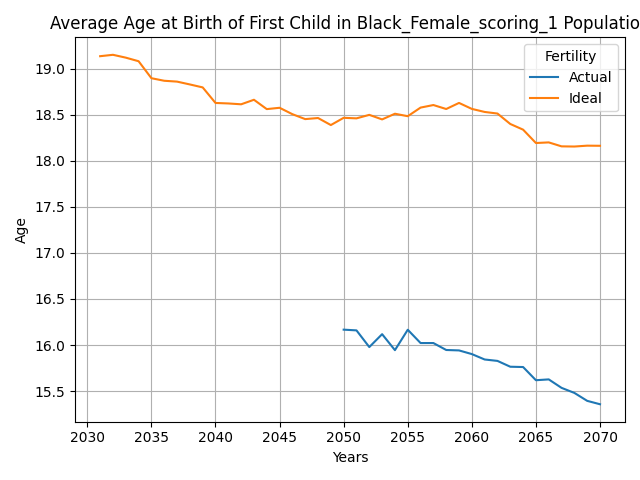 Average Age at Birth of First Child in Black_Female_scoring_1 Populatio
Fertility
Actual
Ideal
19.0
18.5
18.0
17.5
17.0
16.5
16.0
15.5
Age
2030 2035 2040 2045 2050 2055 2060 2065 2070
Years